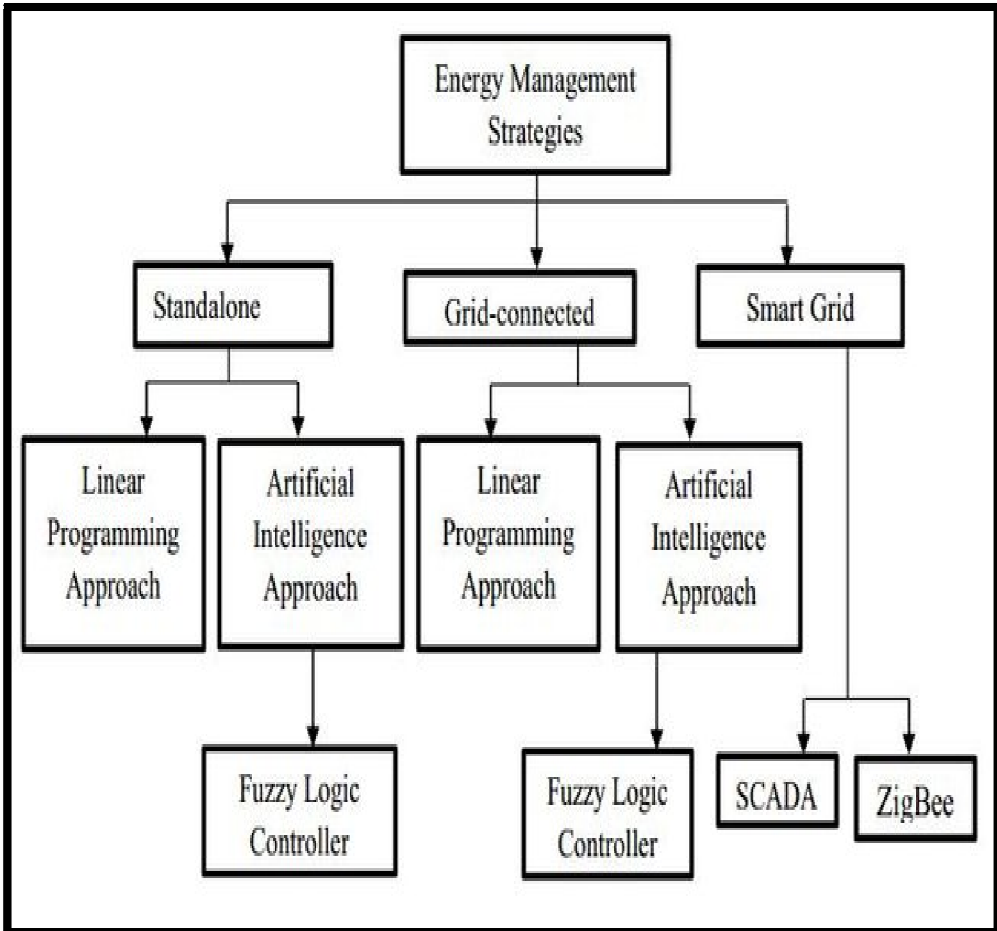 Energy Management
Strategies
Standalone
Grid-connected
Smart Grid
Linear
Programming
Approach
Artificial
Intelligence
Approach
Linear
Programming
Approach
Artificial
Intelligence
Approach
Fuzzy Logic
Controller
Fuzzy Logic
Controller
SCADA
ZigBee